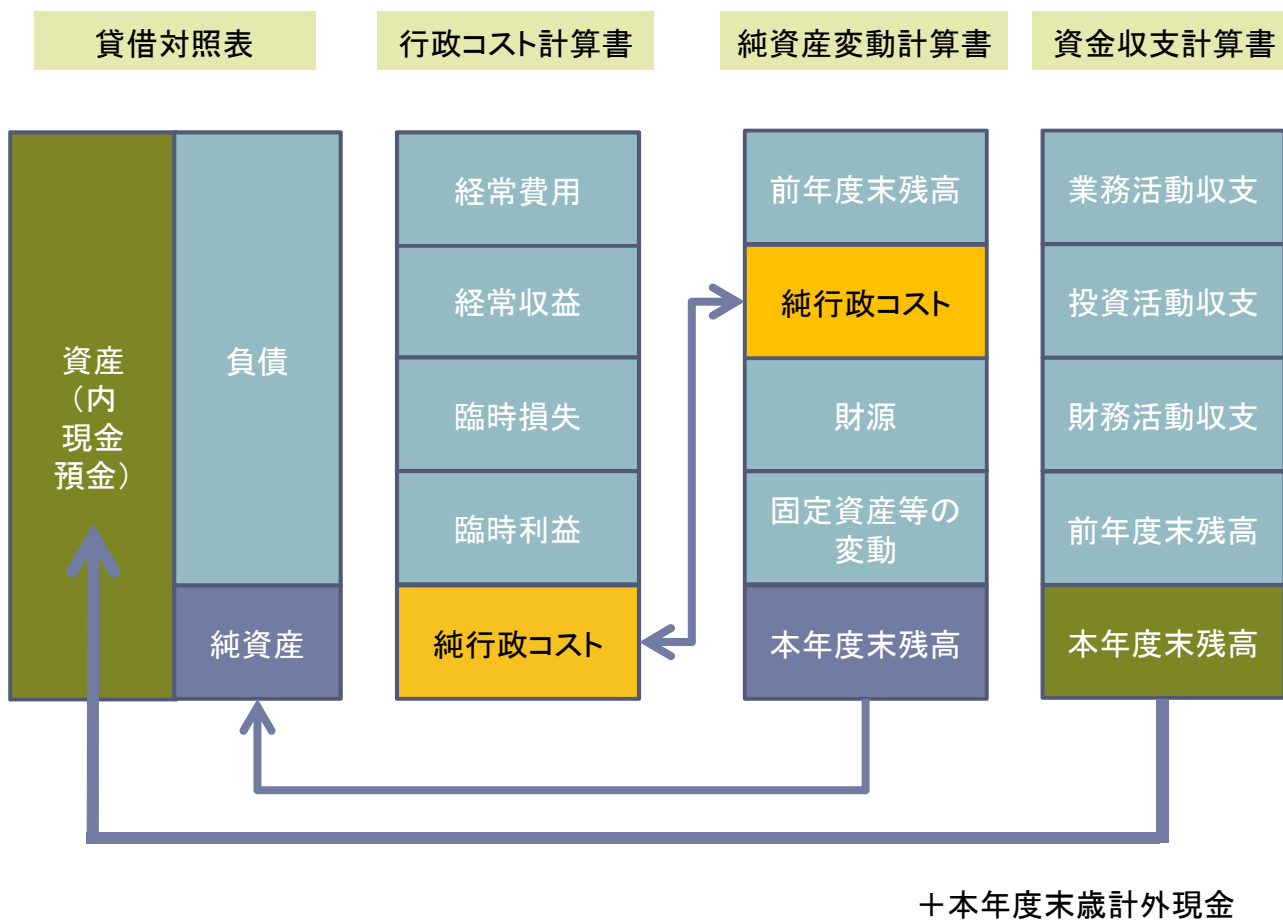 貸借対照表
行政コスト計算書
純資産変動計算書
資金収支計算書
資産
（内
現金
預金）
負債
純資産
経常費用
経常収益
臨時損失
臨時利益
純行政コスト
前年度末残高
純行政コスト
財源
固定資産等の
変動
本年度末残高
業務活動収支
投資活動収支
財務活動収支
前年度末残高
本年度末残高
＋本年度末歳計外現金